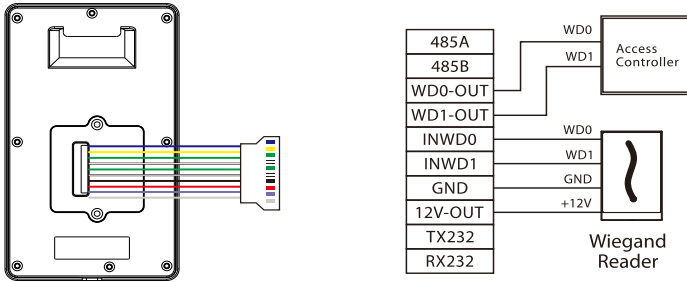 485A
485B
WD0-OUT
WD1-OUT
INWD0
INWD1
GND
12V-OUT
TX232
RX232
WD0
WD1
Access
Controller
WD0
WD1
GND
+12V
Wiegand
Reader